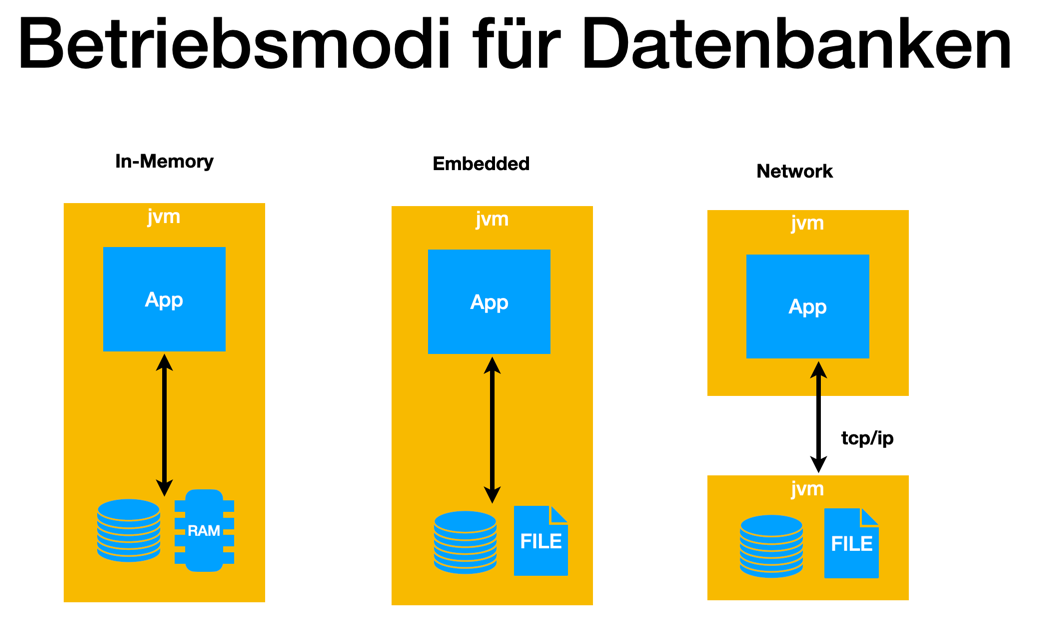 Betriebsmodi für Datenbanken
In-Memory
jvm
App
RAM
Embedded
jvm
App
FILE
Network
jvm
App
tcp/ip
jvm
FILE